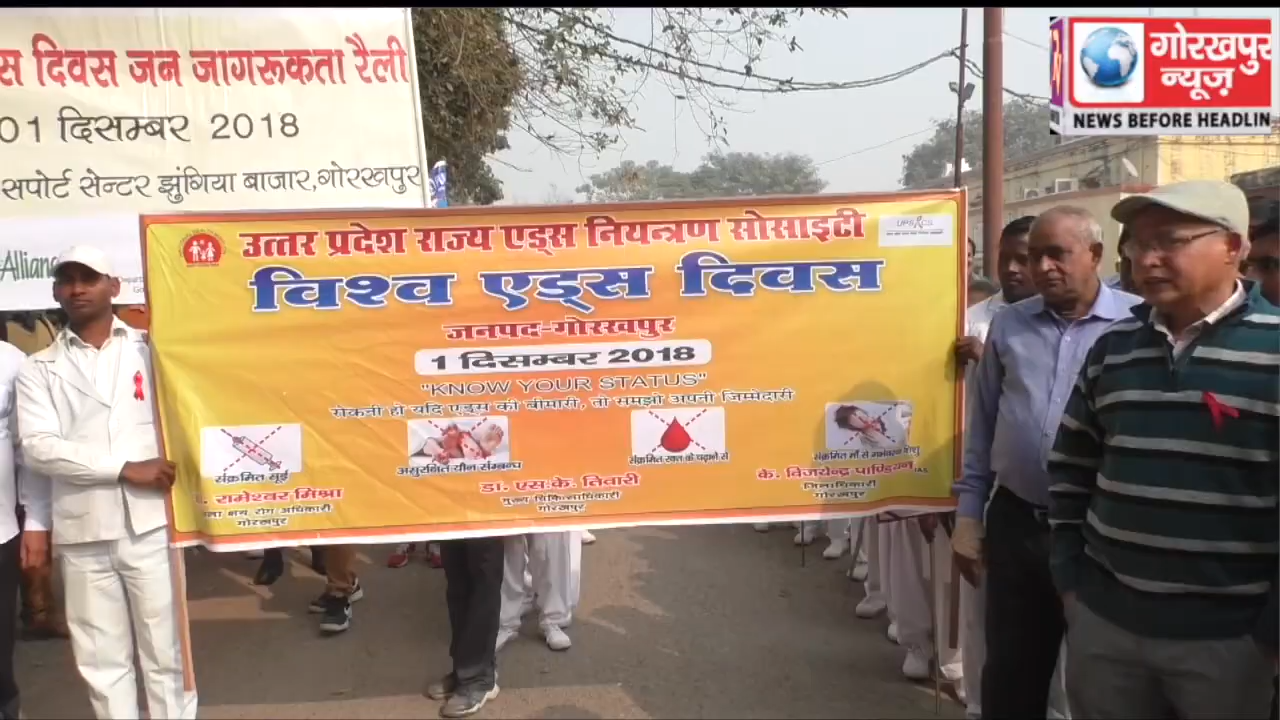 स दिवस जन जागरूकता रैली
01 दिसम्बर 2018
सपोर्ट सेन्टर झुंगिया बाजार,गोरखपुर
Allian
गोरखपुर
न्यूज़
NEWS BEFORE HEADLIN
उत्तर प्रदेश राज्य एड्स नियन्त्रण सोसाइटी
UPSACS
विश्व एड्स दिवस
जनपद-गोरखपुर
1 दिसम्बर 2018
"KNOW YOUR STATUS"
रोकनी हो यदि एड्स की बीमारी, तो समझो अपनी जिम्मेदारी
संक्रमित सूई
असुरक्षित यौन सम्बन्ध
संक्रमित रक्त के चढ़ाने से
संक्रमित माँ से गर्भस्थ शिशु
रामेश्वर मिश्रा
डा. एस.के. तिवारी
के. विजयेन्द्र पाण्डियन IAS
ला क्षय रोग अधिकारी
गोरखपुर
मुख्य चिकित्साधिकारी
गोरखपुर
जिलाधिकारी
गोरखपुर